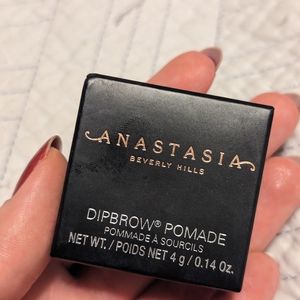 ANASTASIA
BEVERLY HILLS
DIPBROW® POMADE
POMMADE À SOURCILS
NET WT. / POIDS NET 4 g / 0.14 Oz.